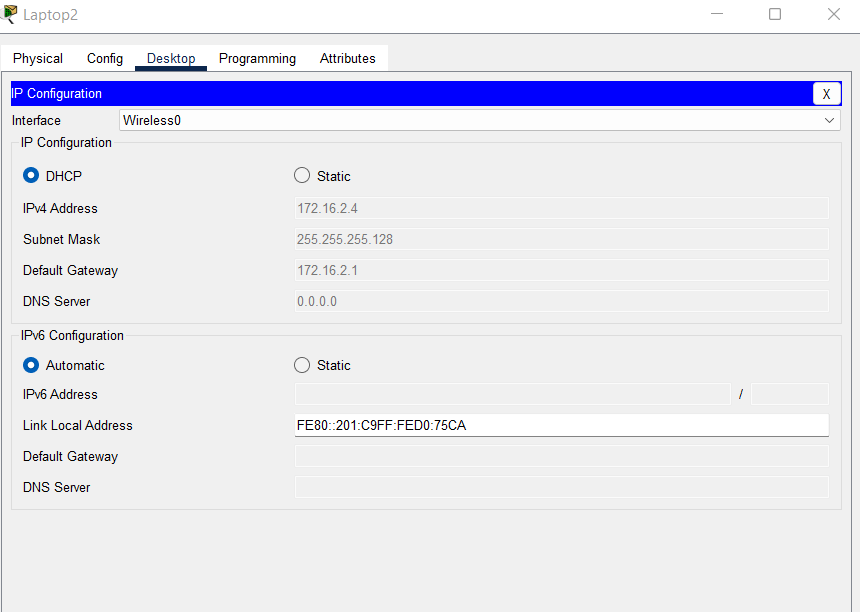 Laptop2
Physical Config Desktop Programming Attributes
IP Configuration X
Interface Wireless0
IP Configuration
DHCP Static
IPv4 Address 172.16.2.4
Subnet Mask 255.255.255.128
Default Gateway 172.16.2.1
DNS Server 0.0.0.0
IPv6 Configuration
Automatic Static
IPv6 Address /
Link Local Address FE80::201:C9FF:FED0:75CA
Default Gateway
DNS Server